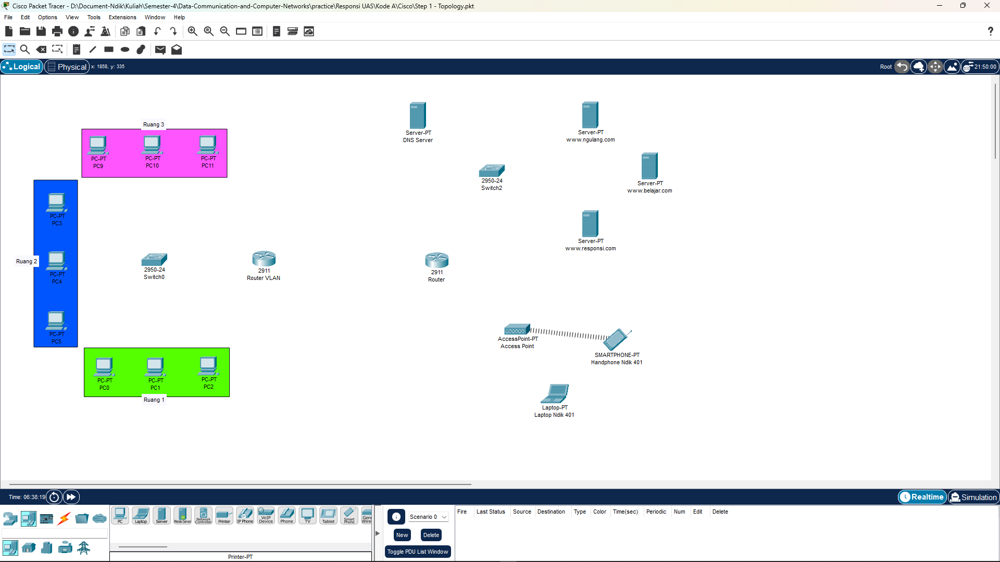 Cisco Packet Tracer - D:\Document-Ndik\Kuliah\Semester-4\Data-Communication-and-Computer-Networks\practice\Responsi UAS\Kode A\Cisco\Step 1 - Topology.pkt
File Edit Options View Tools Extensions Window Help
Logical Physical x: 1858, y: 335 Root 21:50:00
Server-PT
DNS Server
Server-PT
www.ngulang.com
Ruang 3
PC-PT
PC9
PC-PT
PC10
PC-PT
PC11
2950-24
Switch2
Server-PT
www.belajar.com
PC-PT
PC3
Server-PT
www.responsi.com
Ruang 2
PC-PT
PC4
2950-24
Switch0
2911
Router VLAN
2911
Router
PC-PT
PC5
AccessPoint-PT
Access Point
SMARTPHONE-PT
Handphone Ndik 401
PC-PT
PC0
PC-PT
PC1
PC-PT
PC2
Ruang 1
Laptop-PT
Laptop Ndik 401
Time: 06:38:19 Realtime Simulation
PC Laptop Server Meraki Server Network Controller Printer IP Phone VoIP Device Phone TV Tablet Smart Phone
Printer-PT
Scenario 0
New Delete
Toggle PDU List Window
Fire Last Status Source Destination Type Color Time(sec) Periodic Num Edit Delete